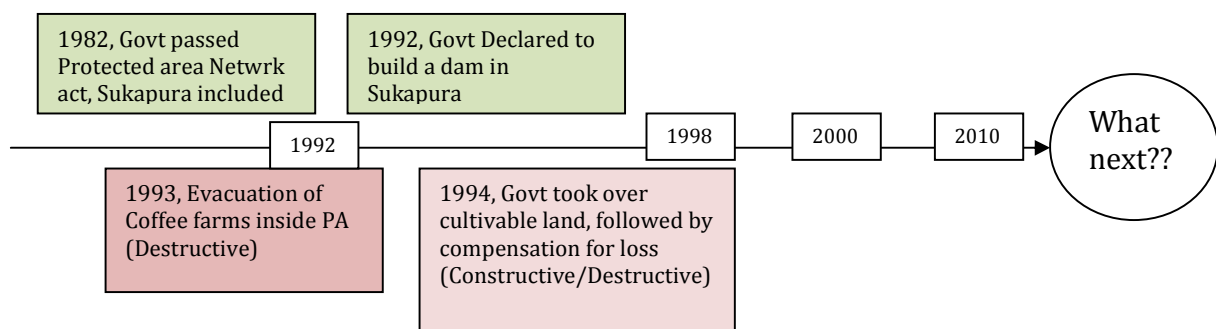 1982, Govt passed
Protected area Netwrk
act, Sukapura included
1992, Govt Declared to
build a dam in
Sukapura
1992
1998
2000
2010
What
next??
1993, Evacuation of
Coffee farms inside PA
(Destructive)
1994, Govt took over
cultivable land, followed by
compensation for loss
(Constructive/Destructive)